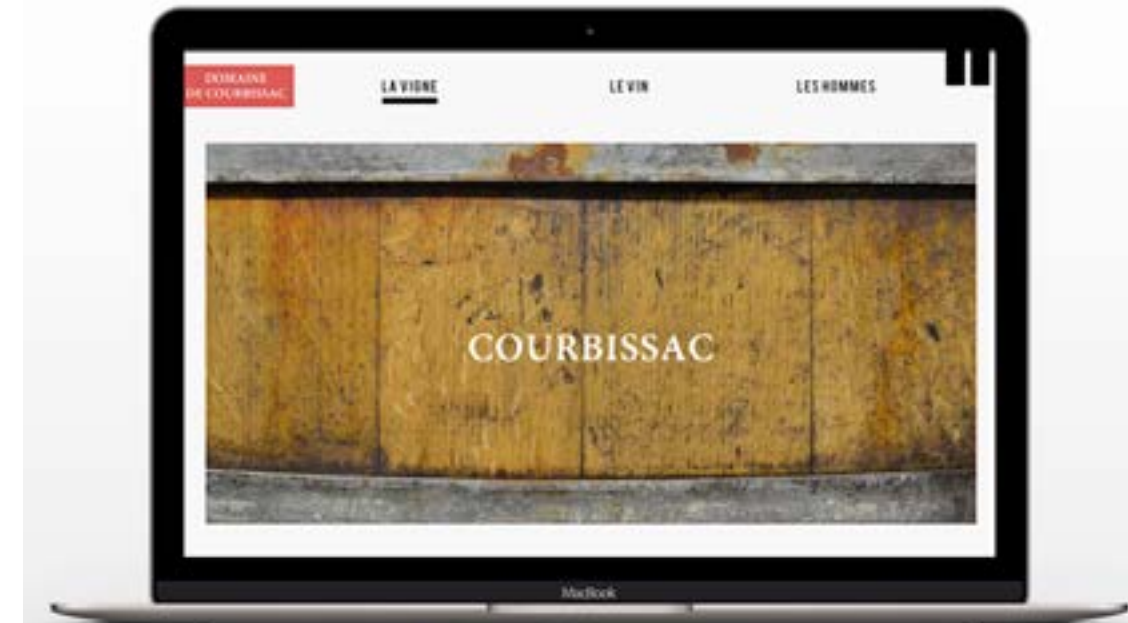 DOMAINE
DE COURBISSAC
LA VIGNE
LE VIN
LES HOMMES
COURBISSAC
MacBook